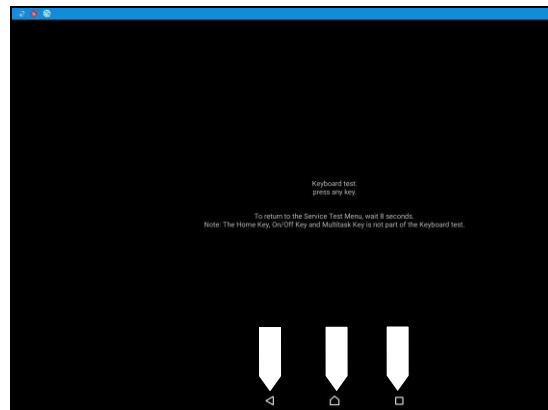 Keyboard test.
press any key.
To return to the Service Test Menu, wait 8 seconds.
Note: The Home Key, On/Off Key and Multitask Key is not part of the Keyboard test.